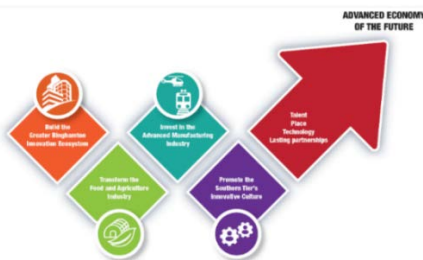 ADVANCED ECONOMY
OF THE FUTURE
Build the
Greater Binghamton
Innovation Ecosystem
Invest in the
Advanced Manufacturing
Industry
Talent
Place
Technology
Lasting partnerships
Transform the
Food and Agriculture
Industry
Promote the
Southern Tier's
Innovative Culture